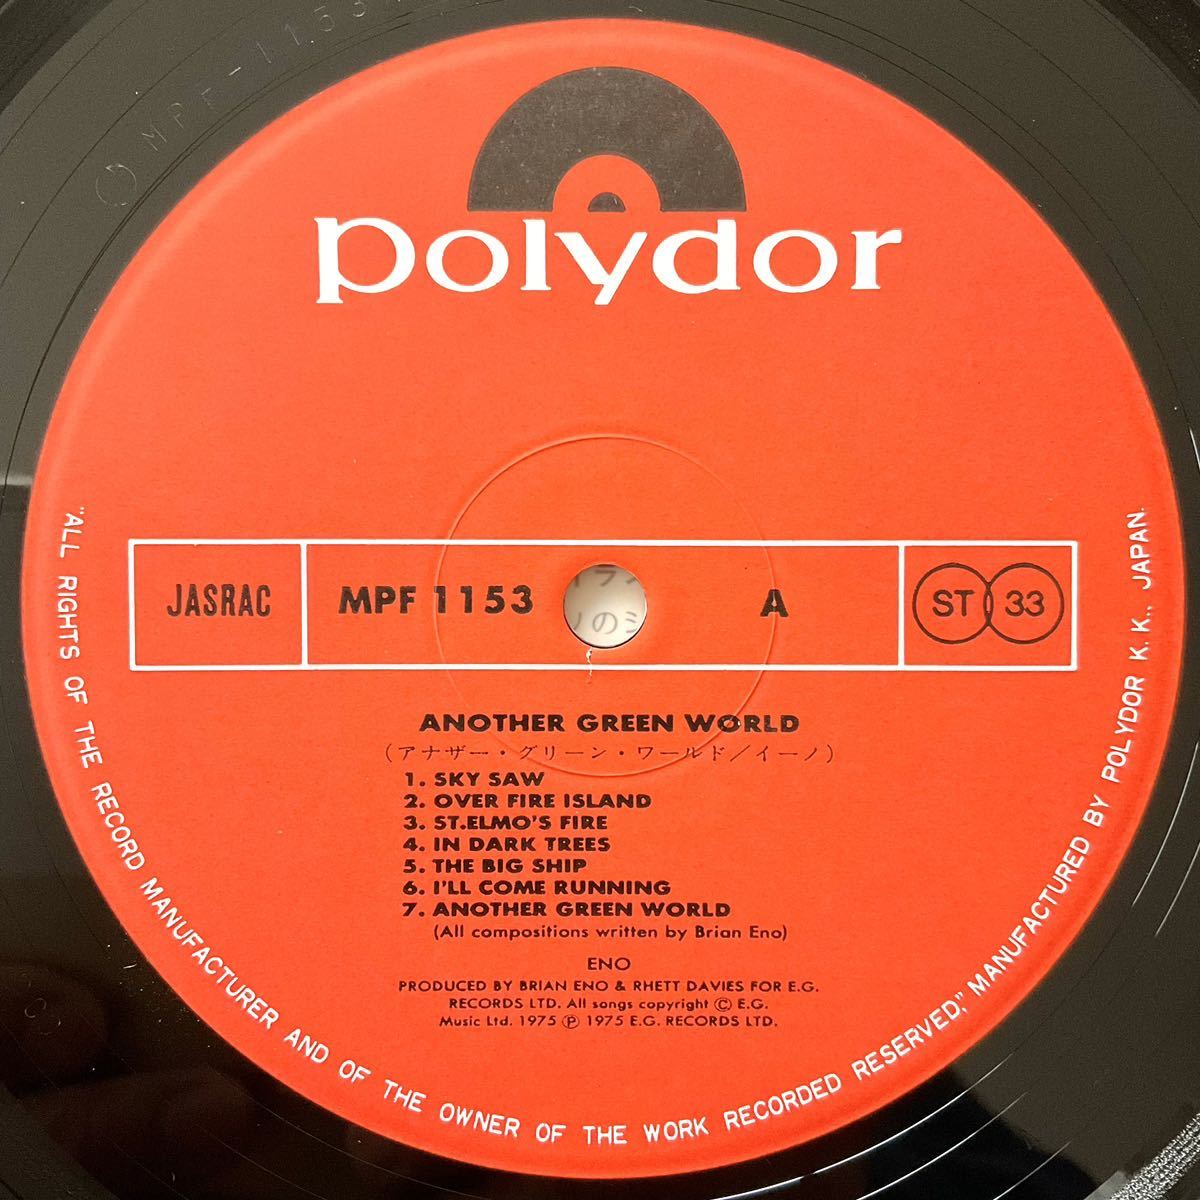 MPF-1153
polydor
JASRAC
MPF 1153
A
ST 33
ANOTHER GREEN WORLD
(アナザー・グリーン・ワールド/イーノ)
1. SKY SAW
2. OVER FIRE ISLAND
3. ST.ELMO'S FIRE
4. IN DARK TREES
5. THE BIG SHIP
6. I'LL COME RUNNING
7. ANOTHER GREEN WORLD
(All compositions written by Brian Eno)
ENO
PRODUCED BY BRIAN ENO & RHETT DAVIES FOR E.G.
RECORDS LTD. All songs copyright © E.G.
Music Ltd. 1975 ℗ 1975 E.G. RECORDS LTD.
"ALL RIGHTS OF THE RECORD MANUFACTURER AND OF THE OWNER OF THE WORK RECORDED RESERVED," MANUFACTURED BY POLYDOR K. K., JAPAN.